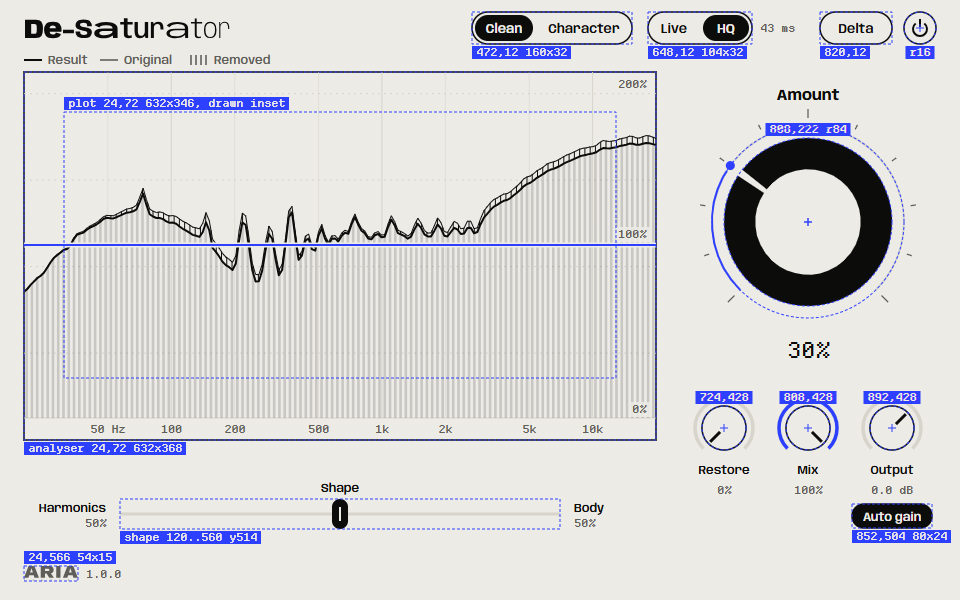 De-Saturator
Clean Character
Live HQ 43 ms
Delta
472,12 160x32
648,12 104x32
820,12
r16
Result Original Removed
200%
plot 24,72 632x346, drawn inset
Amount
808,222 r84
100%
30%
0%
50 Hz 100 200 500 1k 2k 5k 10k
analyser 24,72 632x368
724,428 808,428 892,428
Restore Mix Output
0% 100% 0.0 dB
Shape
Harmonics Body
50% 50%
shape 120..560 y514
Auto gain
852,504 80x24
24,566 54x15
ARIA 1.0.0